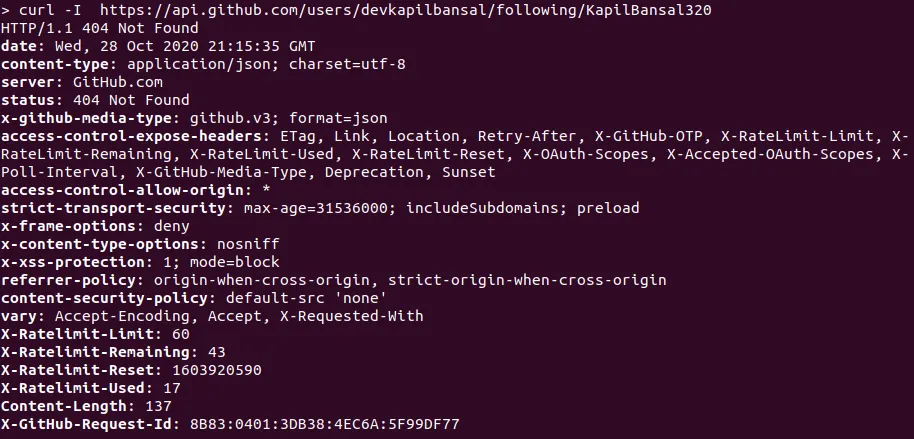 > curl -I  https://api.github.com/users/devkapilbansal/following/KapilBansal320
HTTP/1.1 404 Not Found
date: Wed, 28 Oct 2020 21:15:35 GMT
content-type: application/json; charset=utf-8
server: GitHub.com
status: 404 Not Found
x-github-media-type: github.v3; format=json
access-control-expose-headers: ETag, Link, Location, Retry-After, X-GitHub-OTP, X-RateLimit-Limit, X-
RateLimit-Remaining, X-RateLimit-Used, X-RateLimit-Reset, X-OAuth-Scopes, X-Accepted-OAuth-Scopes, X-
Poll-Interval, X-GitHub-Media-Type, Deprecation, Sunset
access-control-allow-origin: *
strict-transport-security: max-age=31536000; includeSubdomains; preload
x-frame-options: deny
x-content-type-options: nosniff
x-xss-protection: 1; mode=block
referrer-policy: origin-when-cross-origin, strict-origin-when-cross-origin
content-security-policy: default-src 'none'
vary: Accept-Encoding, Accept, X-Requested-With
X-Ratelimit-Limit: 60
X-Ratelimit-Remaining: 43
X-Ratelimit-Reset: 1603920590
X-Ratelimit-Used: 17
Content-Length: 137
X-GitHub-Request-Id: 8B83:0401:3DB38:4EC6A:5F99DF77